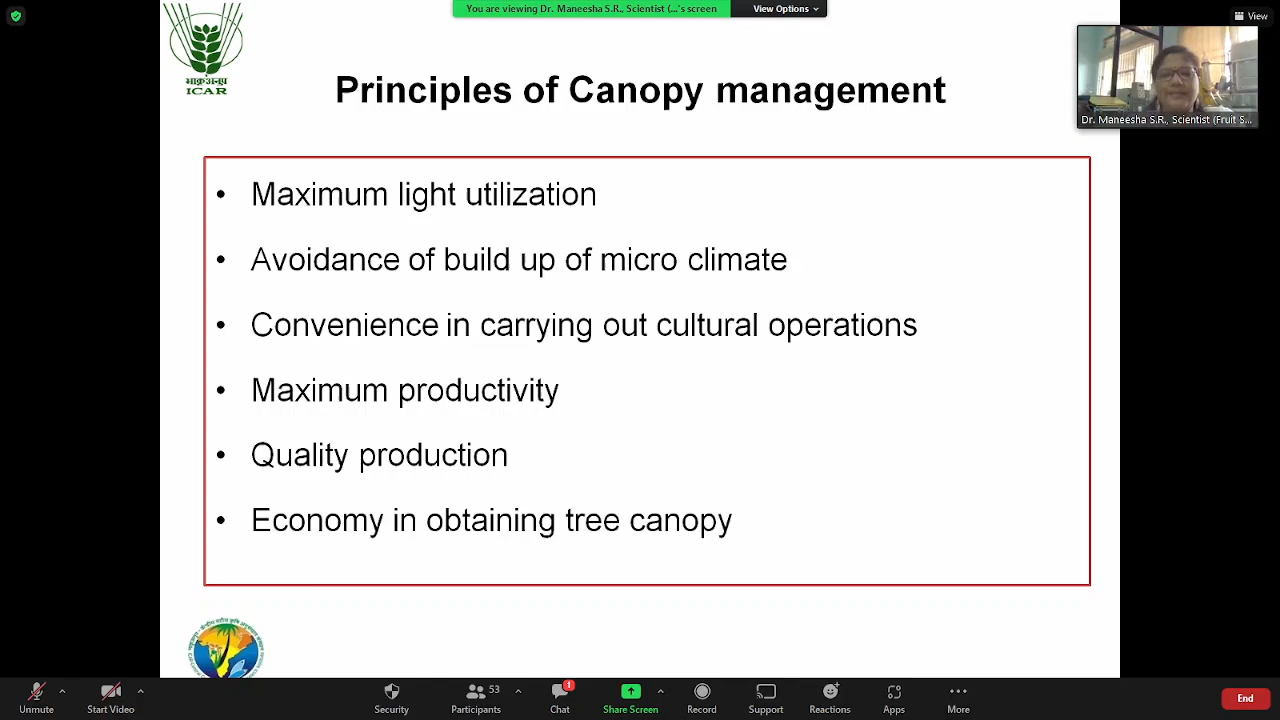 You are viewing Dr. Maneesha S.R., Scientist (...'s screen
View Options
View
भाकृअनुप
ICAR
Principles of Canopy management
Dr. Maneesha S.R., Scientist (Fruit S...
• Maximum light utilization
• Avoidance of build up of micro climate
• Convenience in carrying out cultural operations
• Maximum productivity
• Quality production
• Economy in obtaining tree canopy
Unmute
Start Video
Security
53
Participants
1
Chat
Share Screen
Record
Support
Reactions
Apps
More
End